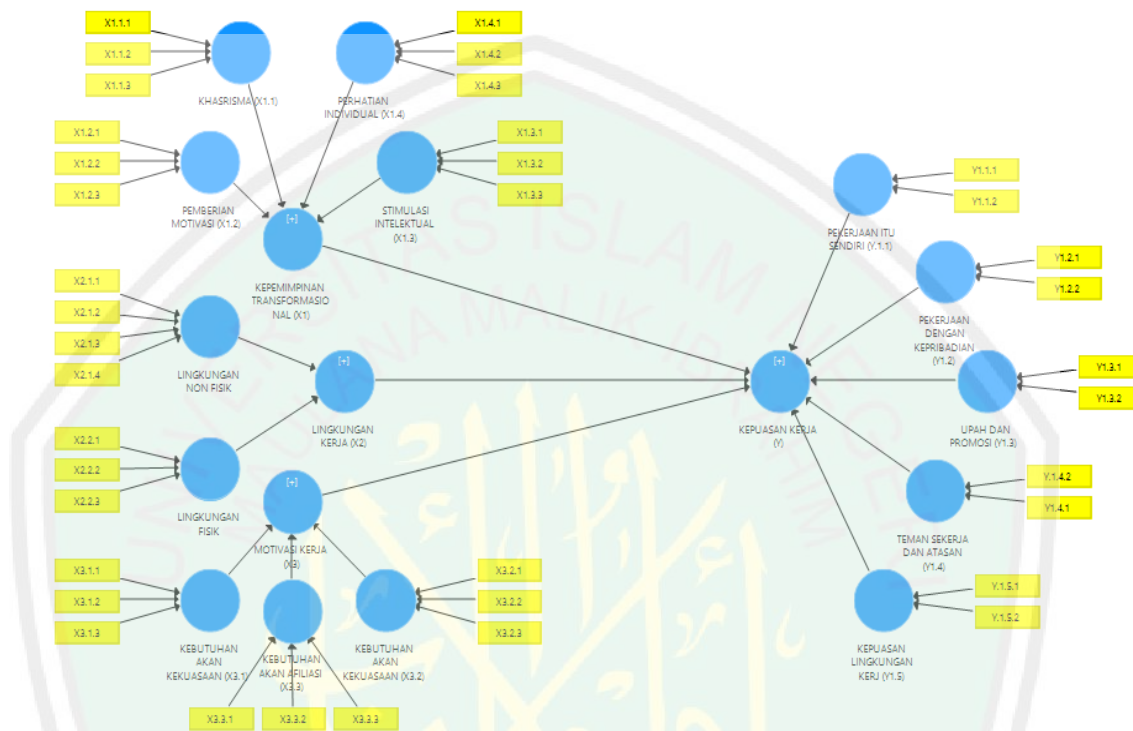 X1.1.1
X1.1.2
X1.1.3
KHASRISMA (X1.1)
X1.4.1
X1.4.2
X1.4.3
PERHATIAN
INDIVIDUAL (X1.4)
X1.2.1
X1.2.2
X1.2.3
PEMBERIAN
MOTIVASI (X1.2)
X1.3.1
X1.3.2
X1.3.3
STIMULASI
INTELEKTUAL
(X1.3)
[+]
KEPEMIMPINAN
TRANSFORMASIO
NAL (X1)
X2.1.1
X2.1.2
X2.1.3
X2.1.4
LINGKUNGAN
NON FISIK
[+]
LINGKUNGAN
KERJA (X2)
X2.2.1
X2.2.2
X2.2.3
LINGKUNGAN
FISIK
[+]
MOTIVASI KERJA
(X3)
X3.1.1
X3.1.2
X3.1.3
KEBUTUHAN
AKAN
KEKUASAAN (X3.1)
KEBUTUHAN
AKAN AFILIASI
(X3.3)
X3.2.1
X3.2.2
X3.2.3
KEBUTUHAN
AKAN
KEKUASAAN (X3.2)
X3.3.1
X3.3.2
X3.3.3
[+]
KEPUASAN KERJA
(Y)
Y1.1.1
Y1.1.2
PEKERJAAN ITU
SENDIRI (Y.1.1)
Y1.2.1
Y1.2.2
PEKERJAAN
DENGAN
KEPRIBADIAN
(Y1.2)
Y1.3.1
Y1.3.2
UPAH DAN
PROMOSI (Y1.3)
Y.1.4.2
Y1.4.1
TEMAN SEKERJA
DAN ATASAN
(Y1.4)
Y.1.5.1
Y.1.5.2
KEPUASAN
LINGKUNGAN
KERJ (Y1.5)
UNIVERSITAS ISLAM NEGERI
MAULANA MALIK IBRAHIM